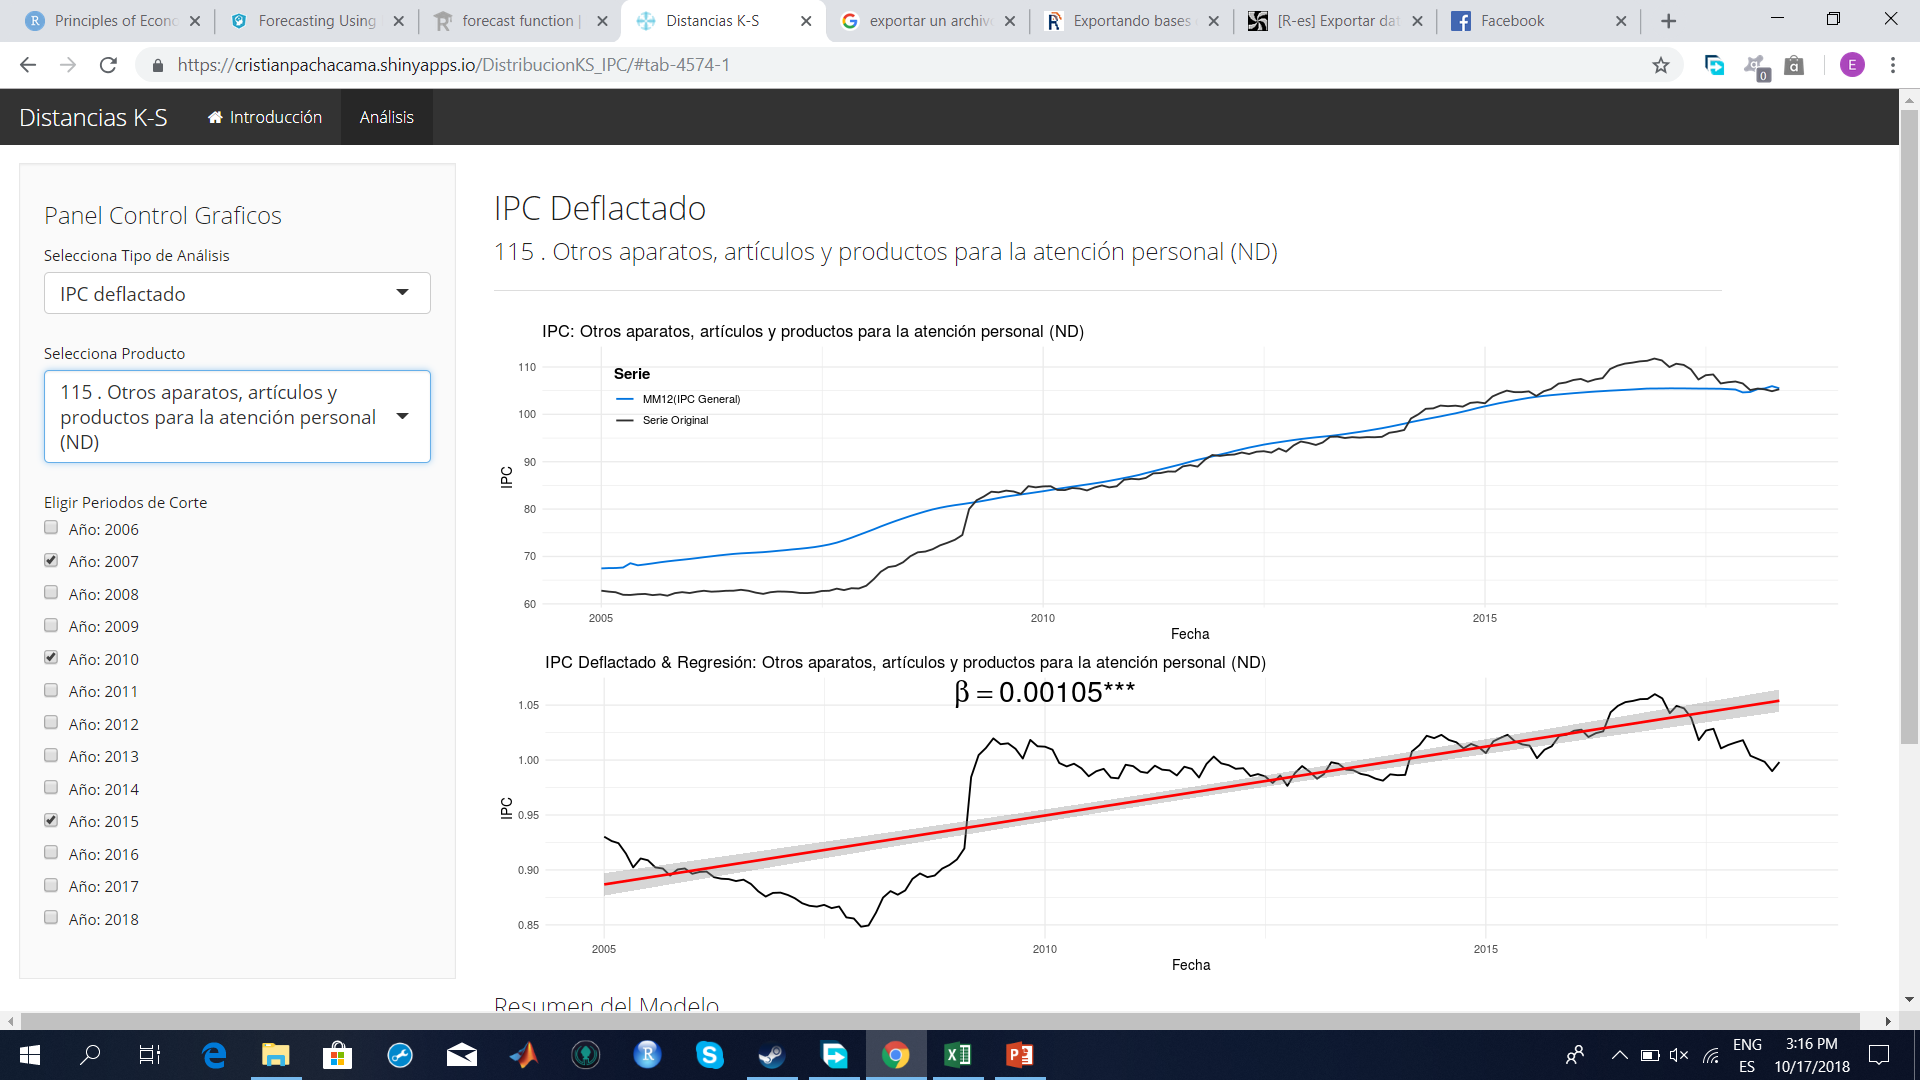 Principles of Econo
Forecasting Using
forecast function |
Distancias K-S
exportar un archivo
Exportando bases
[R-es] Exportar dat
Facebook
https://cristianpachacama.shinyapps.io/DistribucionKS_IPC/#tab-4574-1
0
E
Distancias K-S
Introducción
Análisis
Panel Control Graficos
Selecciona Tipo de Análisis
IPC deflactado
Selecciona Producto
115 . Otros aparatos, artículos y
productos para la atención personal
(ND)
Eligir Periodos de Corte
Año: 2006
Año: 2007
Año: 2008
Año: 2009
Año: 2010
Año: 2011
Año: 2012
Año: 2013
Año: 2014
Año: 2015
Año: 2016
Año: 2017
Año: 2018
IPC Deflactado
115 . Otros aparatos, artículos y productos para la atención personal (ND)
IPC: Otros aparatos, artículos y productos para la atención personal (ND)
Serie
MM12(IPC General)
Serie Original
110
100
90
80
70
60
IPC
2005
2010
2015
Fecha
IPC Deflactado & Regresión: Otros aparatos, artículos y productos para la atención personal (ND)
β = 0.00105***
1.05
1.00
0.95
0.90
0.85
IPC
2005
2010
2015
Fecha
Resumen del Modelo
ENG
ES
3:16 PM
10/17/2018